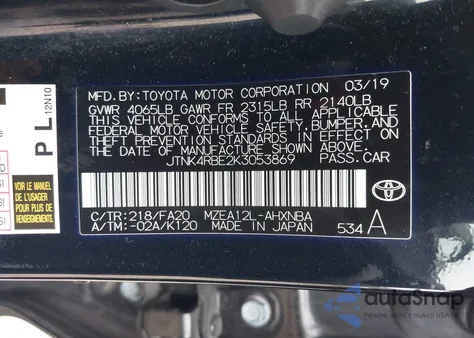 MFD. BY: TOYOTA MOTOR CORPORATION 03/19
GVWR 4065LB GAWR FR 2315LB RR 2140LB
THIS VEHICLE CONFORMS TO ALL APPLICABLE
FEDERAL MOTOR VEHICLE SAFETY, BUMPER, AND
THEFT PREVENTION STANDARDS IN EFFECT ON
THE DATE OF MANUFACTURE SHOWN ABOVE.
JTNK4RBE2K3053869 PASS.CAR
C/TR:218/FA20 MZEA12L-AHXNBA
A/TM:-02A/K120 MADE IN JAPAN 534 A
TOYOTA
PL 12N10
VOIR LE MANUEL
DE L'USAGER
POUR PLUS DE
autoSnap